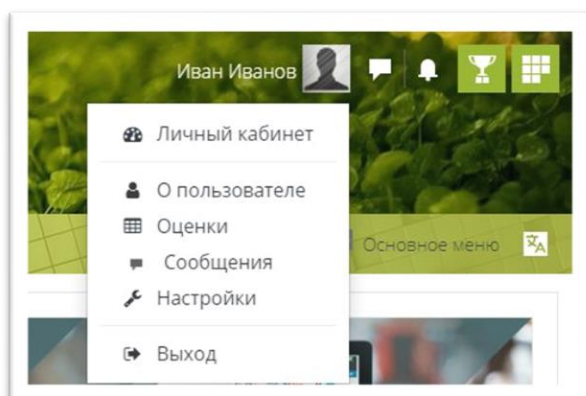 Иван Иванов
Личный кабинет
О пользователе
Оценки
Сообщения
Настройки
Выход
Основное меню